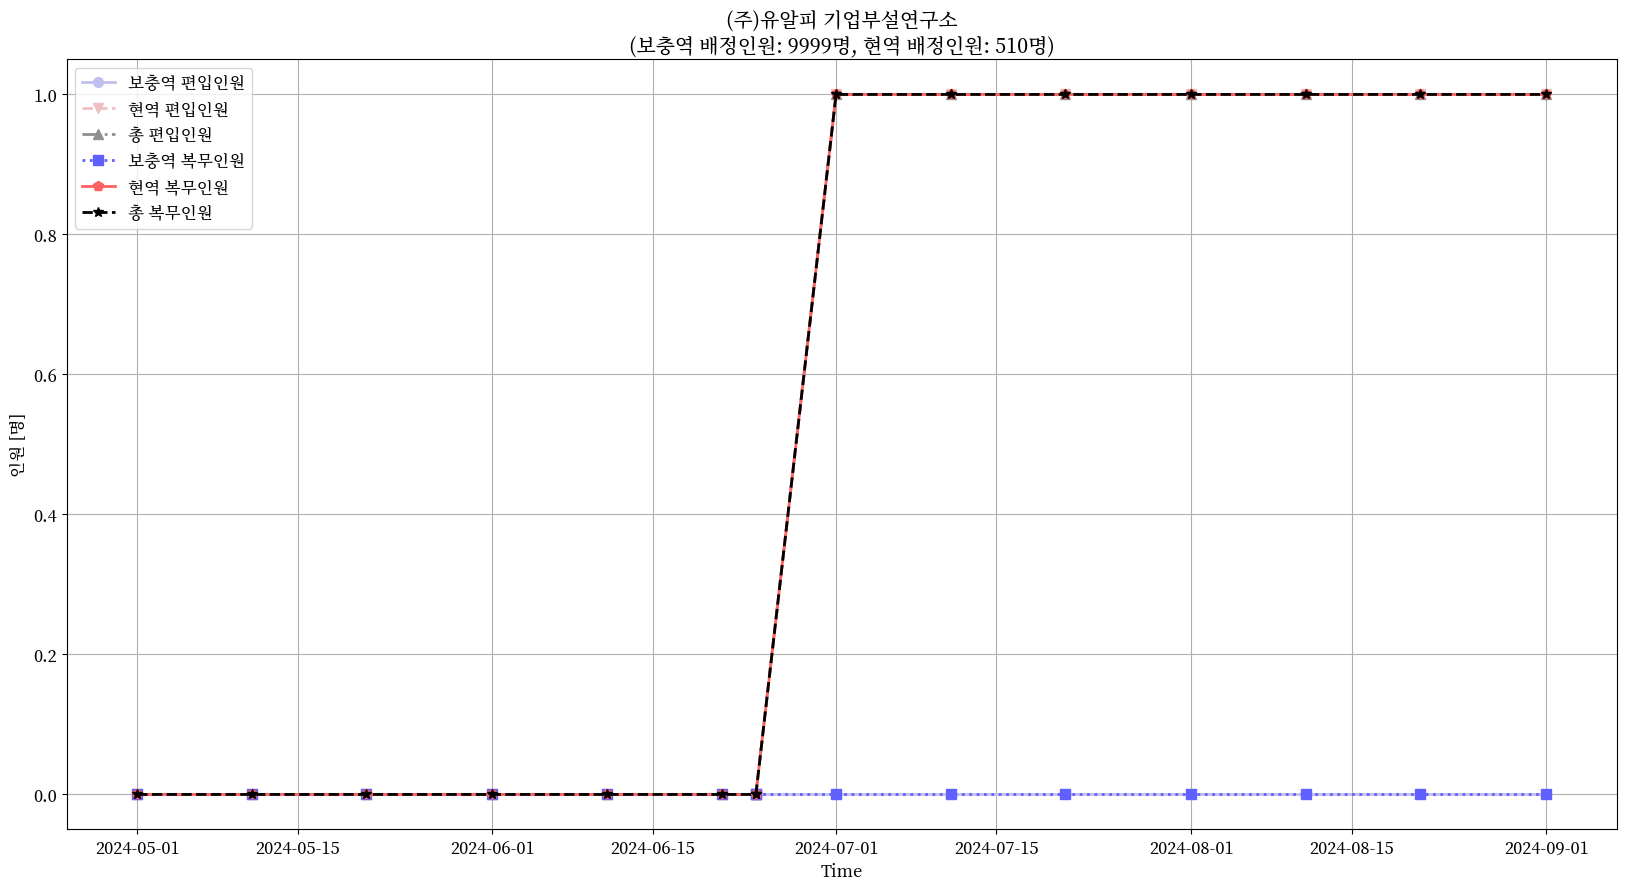 (주)유알피 기업부설연구소
(보충역 배정인원: 9999명, 현역 배정인원: 510명)
보충역 편입인원
현역 편입인원
총 편입인원
보충역 복무인원
현역 복무인원
총 복무인원
인원 [명]
1.0
0.8
0.6
0.4
0.2
0.0
2024-05-01
2024-05-15
2024-06-01
2024-06-15
2024-07-01
2024-07-15
2024-08-01
2024-08-15
2024-09-01
Time